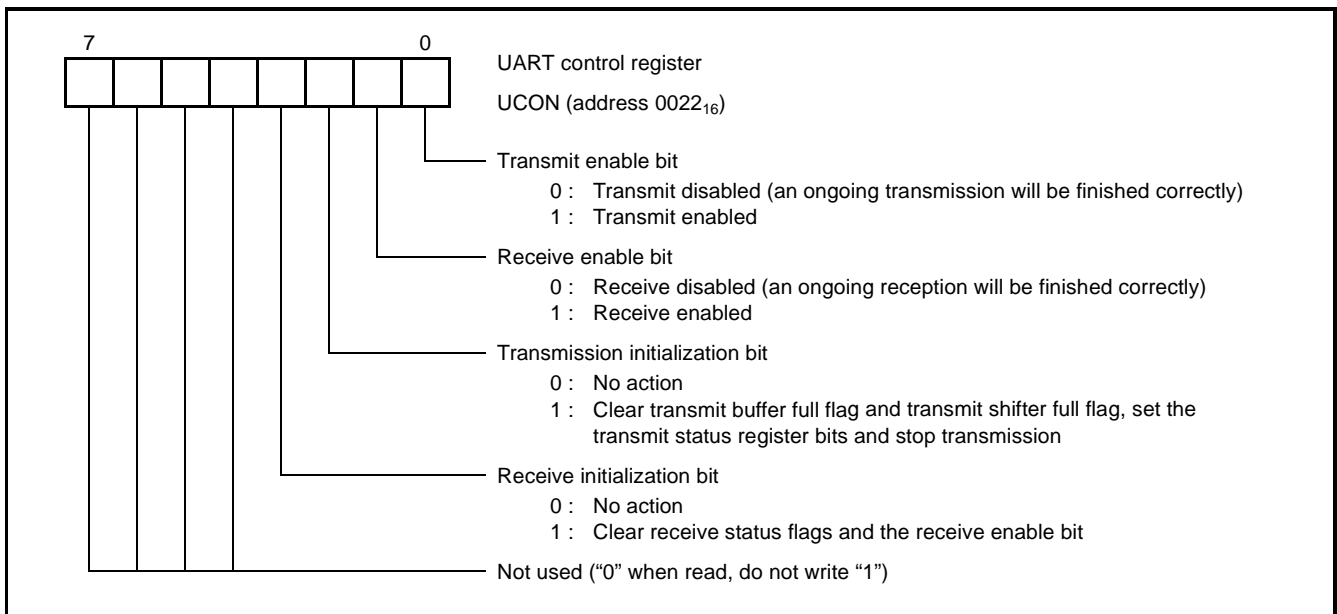 7 0
UART control register
UCON (address 0022₁₆)
Transmit enable bit
0 : Transmit disabled (an ongoing transmission will be finished correctly)
1 : Transmit enabled
Receive enable bit
0 : Receive disabled (an ongoing reception will be finished correctly)
1 : Receive enabled
Transmission initialization bit
0 : No action
1 : Clear transmit buffer full flag and transmit shifter full flag, set the
transmit status register bits and stop transmission
Receive initialization bit
0 : No action
1 : Clear receive status flags and the receive enable bit
Not used (“0” when read, do not write “1”)